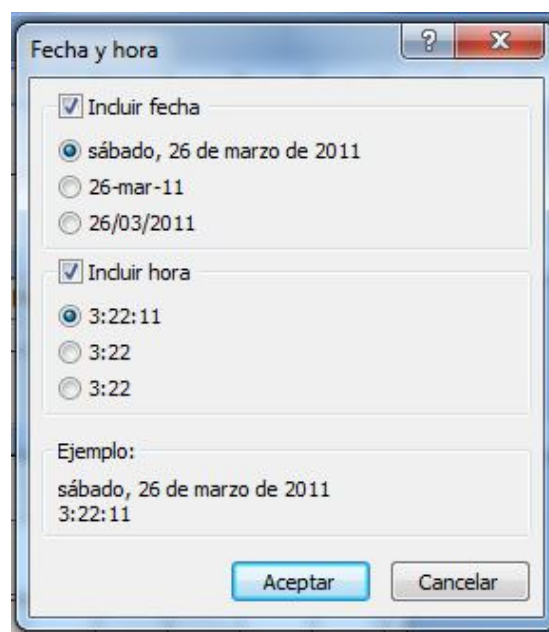 Fecha y hora
Incluir fecha
sábado, 26 de marzo de 2011
26-mar-11
26/03/2011
Incluir hora
3:22:11
3:22
3:22
Ejemplo:
sábado, 26 de marzo de 2011
3:22:11
Aceptar Cancelar